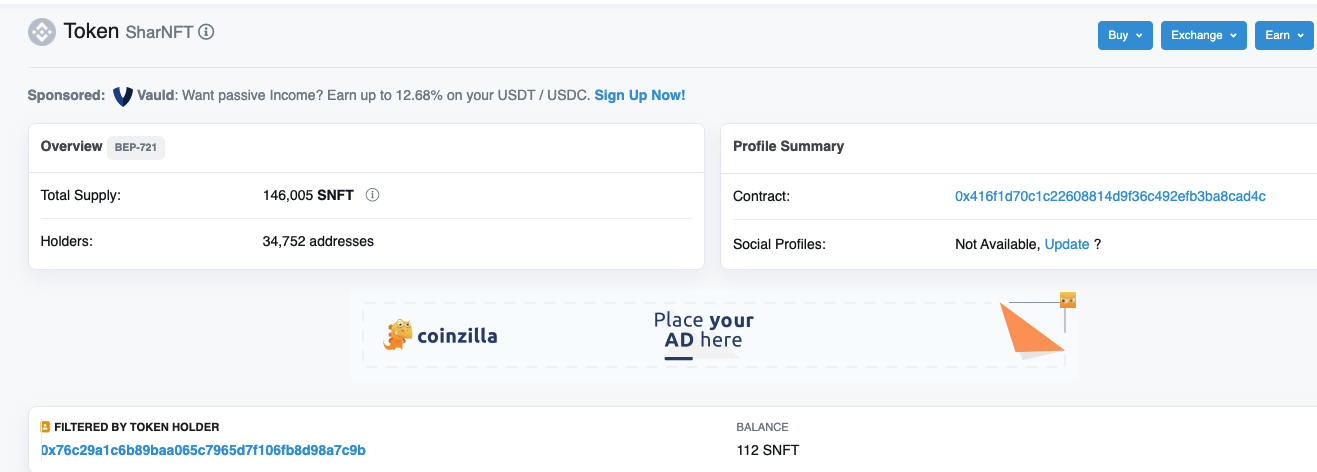 Token SharNFT
Buy Exchange Earn
Sponsored: Vauld: Want passive Income? Earn up to 12.68% on your USDT / USDC. Sign Up Now!
Overview BEP-721
Total Supply: 146,005 SNFT
Holders: 34,752 addresses
Profile Summary
Contract: 0x416f1d70c1c22608814d9f36c492efb3ba8cad4c
Social Profiles: Not Available, Update ?
coinzilla
Place your
AD here
FILTERED BY TOKEN HOLDER
0x76c29a1c6b89baa065c7965d7f106fb8d98a7c9b
BALANCE
112 SNFT